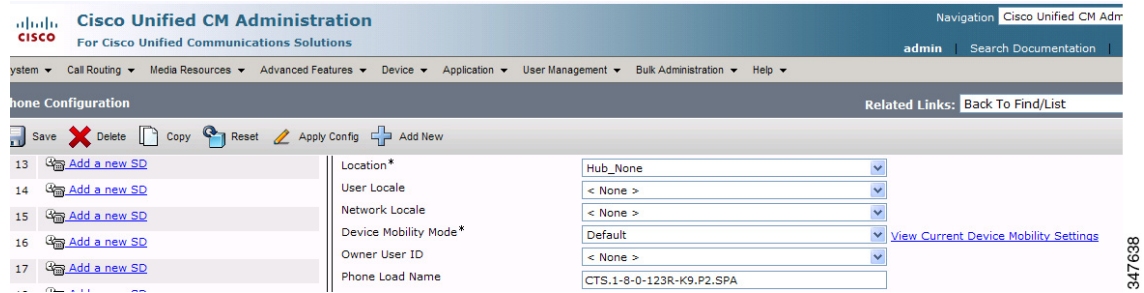 cisco
Cisco Unified CM Administration
For Cisco Unified Communications Solutions
Navigation Cisco Unified CM Adm
admin | Search Documentation |
ystem Call Routing Media Resources Advanced Features Device Application User Management Bulk Administration Help
hone Configuration
Related Links: Back To Find/List
Save Delete Copy Reset Apply Config Add New
13 Add a new SD
14 Add a new SD
15 Add a new SD
16 Add a new SD
17 Add a new SD
Location* Hub_None
User Locale < None >
Network Locale < None >
Device Mobility Mode* Default View Current Device Mobility Settings
Owner User ID < None >
Phone Load Name CTS.1-8-0-123R-K9.P2.SPA
347638